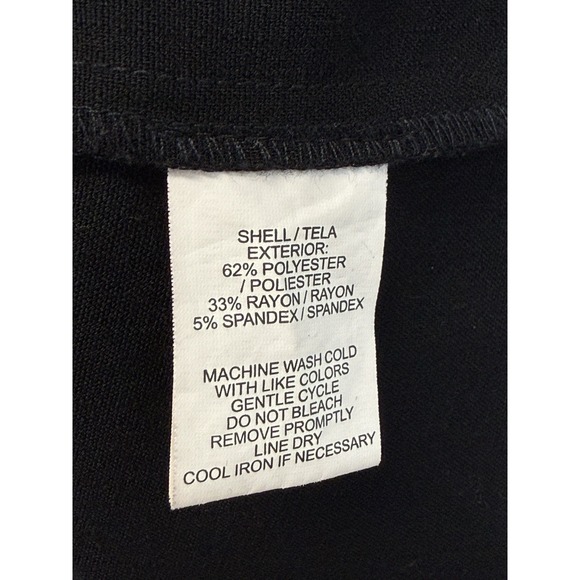 SHELL / TELA
EXTERIOR:
62% POLYESTER
/ POLIESTER
33% RAYON / RAYON
5% SPANDEX / SPANDEX
MACHINE WASH COLD
WITH LIKE COLORS
GENTLE CYCLE
DO NOT BLEACH
REMOVE PROMPTLY
LINE DRY
COOL IRON IF NECESSARY